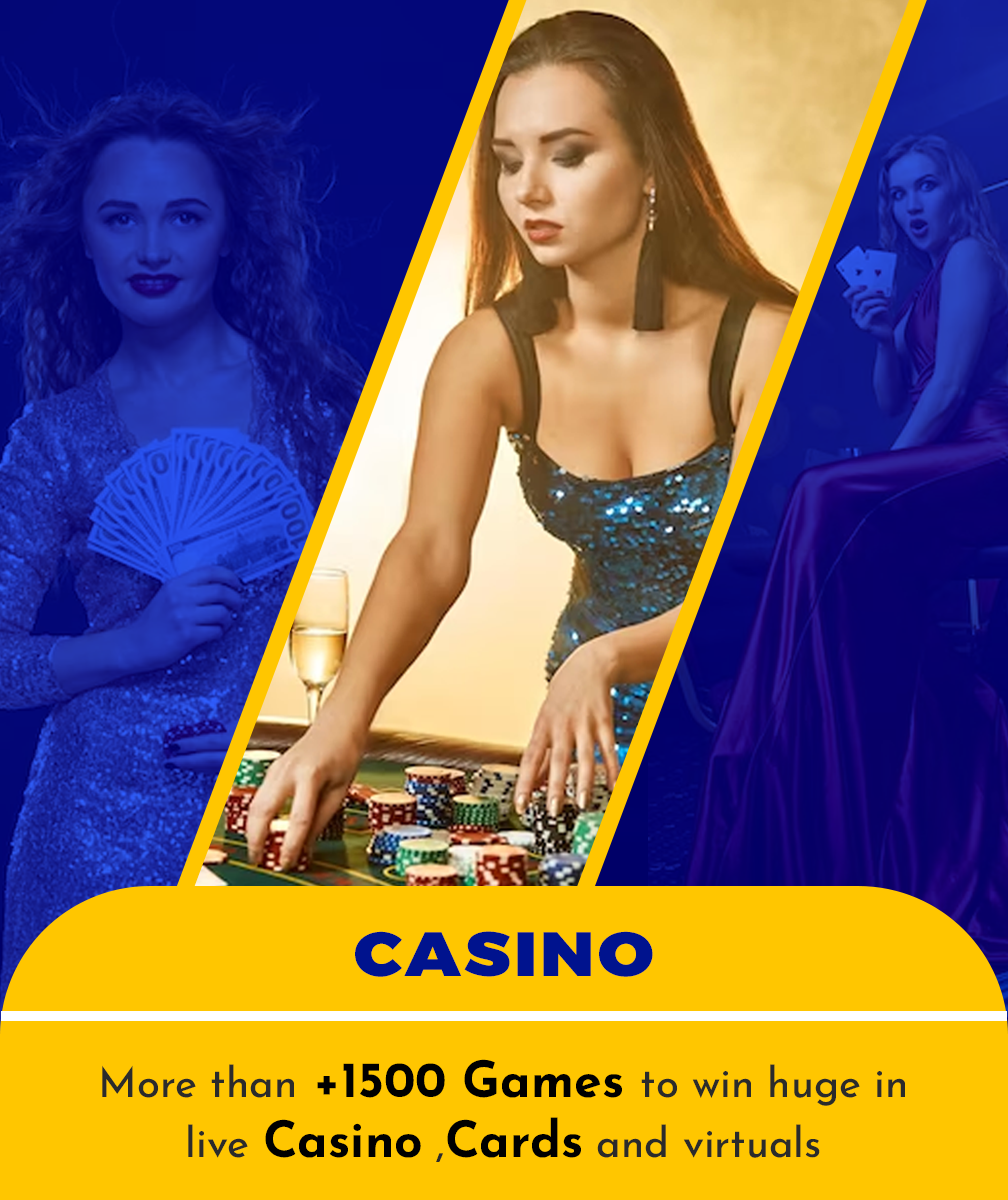 CASINO
More than +1500 Games to win huge in
live Casino ,Cards and virtuals